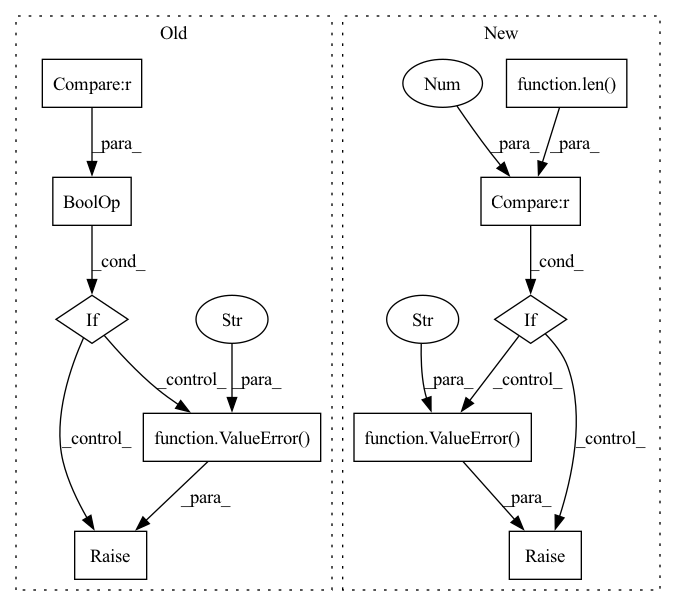 Old
New
Compare:r
Num
function.len()
_para_
_para_
_para_
BoolOp
Compare:r
_cond_
_cond_
If
Str
Str
If
_control_
_para_
_para_
_control_
_control_
function.ValueError()
function.ValueError()
_control_
_para_
_para_
Raise
Raise